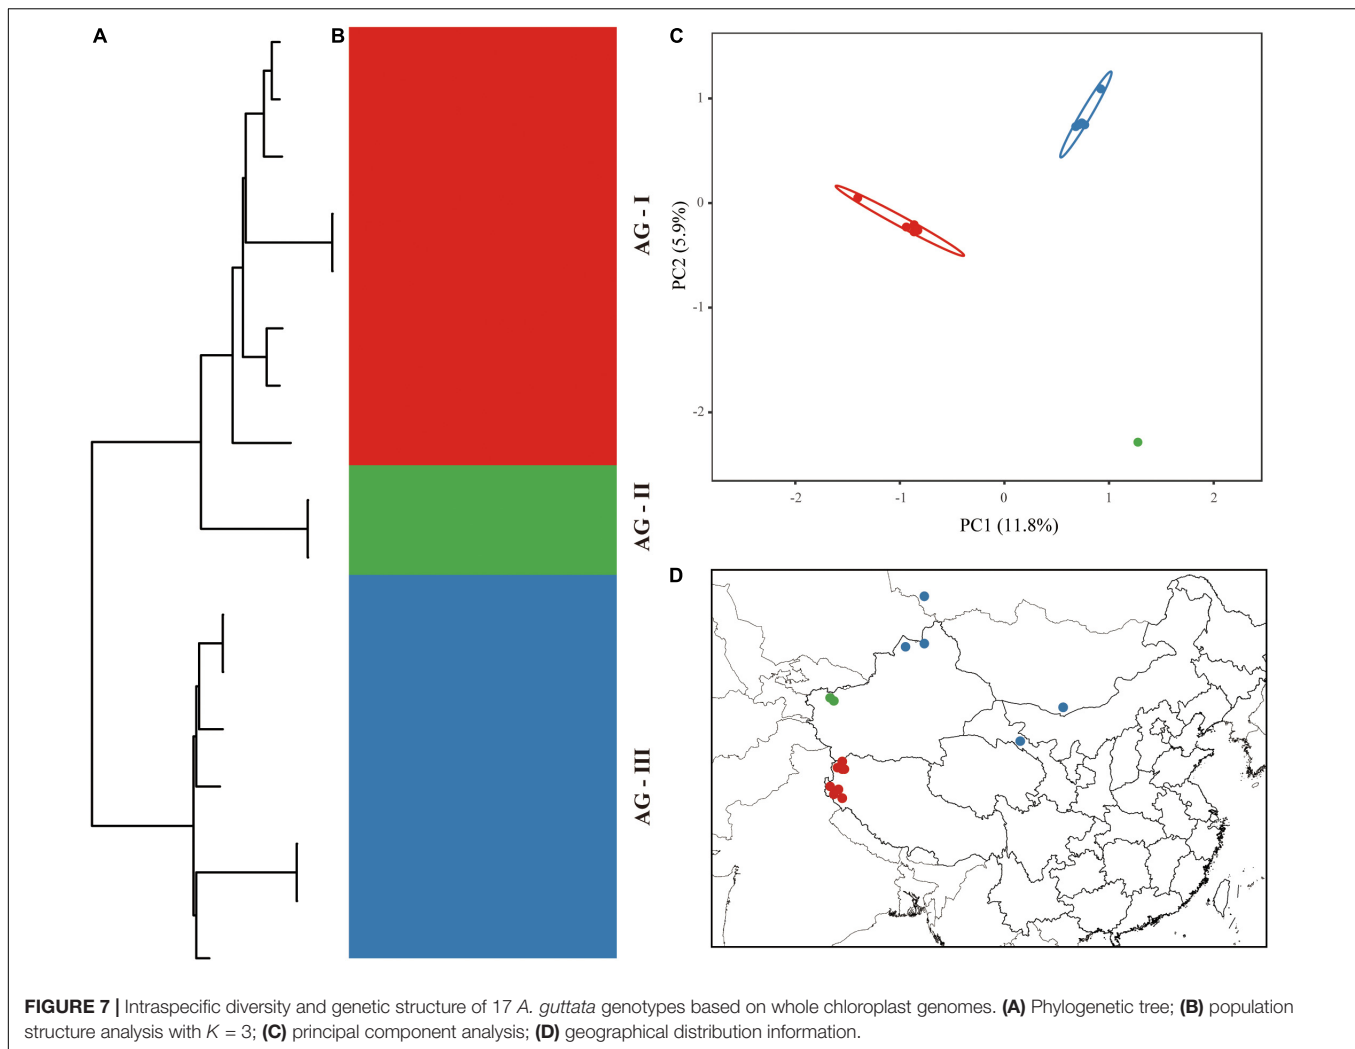 A
B
AG - I
AG - II
AG - III
C
1
0
-1
-2
PC2 (5.9%)
-2
-1
0
1
2
PC1 (11.8%)
D
FIGURE 7 | Intraspecific diversity and genetic structure of 17 A. guttata genotypes based on whole chloroplast genomes. (A) Phylogenetic tree; (B) population
structure analysis with K = 3; (C) principal component analysis; (D) geographical distribution information.